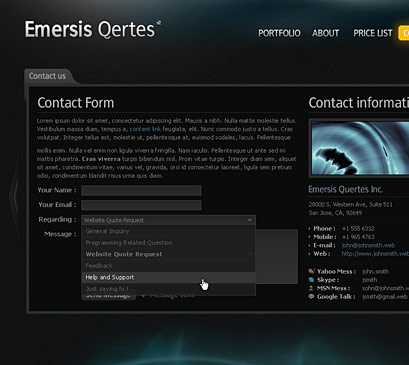 Emersis Qertes
PORTFOLIO ABOUT PRICE LIST
Contact us
Contact Form
Lorem ipsum dolor sit amet, consectetur adipiscing elit. Mauris a nibh. Mauris mollis tellus.
Vestibulum massa diam, tempus a, content link feugiata, elit. Nunc commodo justo a tellus. Cras
volutpat. Integer tellus est, molestie ut, pellentesque at, euismod sodales, lacus. Pellentesque
mollis enim. Nulla vel enim non ligula viverra fringilla. Nam iaculis. Pellentesque ut ante sed mi
mattis pharetra. Cras viverra turpis bibendum nisl. Proin vitae turpis. Integer diam sem, aliquet
sit amet, condimentum vitae, varius vel, gravida, orci id consectetur laoreet, ligula sem pretium
odio, condimentum blandit risus urna quis diam.
Your Name :
Your Email :
Regarding : Website Quote Request
Message :
General Inquiry
Programming Related Question
Website Quote Request
Feedback
Help and Support
Just saying hi !
Send Message
Message sent
Contact informati
Emersis Quertes Inc.
28000 S. Western Ave, Suite 511
San Jose, CA, 92649
Phone : +1 555 6332
Mobile : +1 965 4763
E-mail : john@johnsmith.web
Web : http://www.johnsmith.web
Yahoo Mess : john.smith
Skype : jsmith
MSN Mess : john@johnsmith.w
Google Talk : jsmith@gmail.web